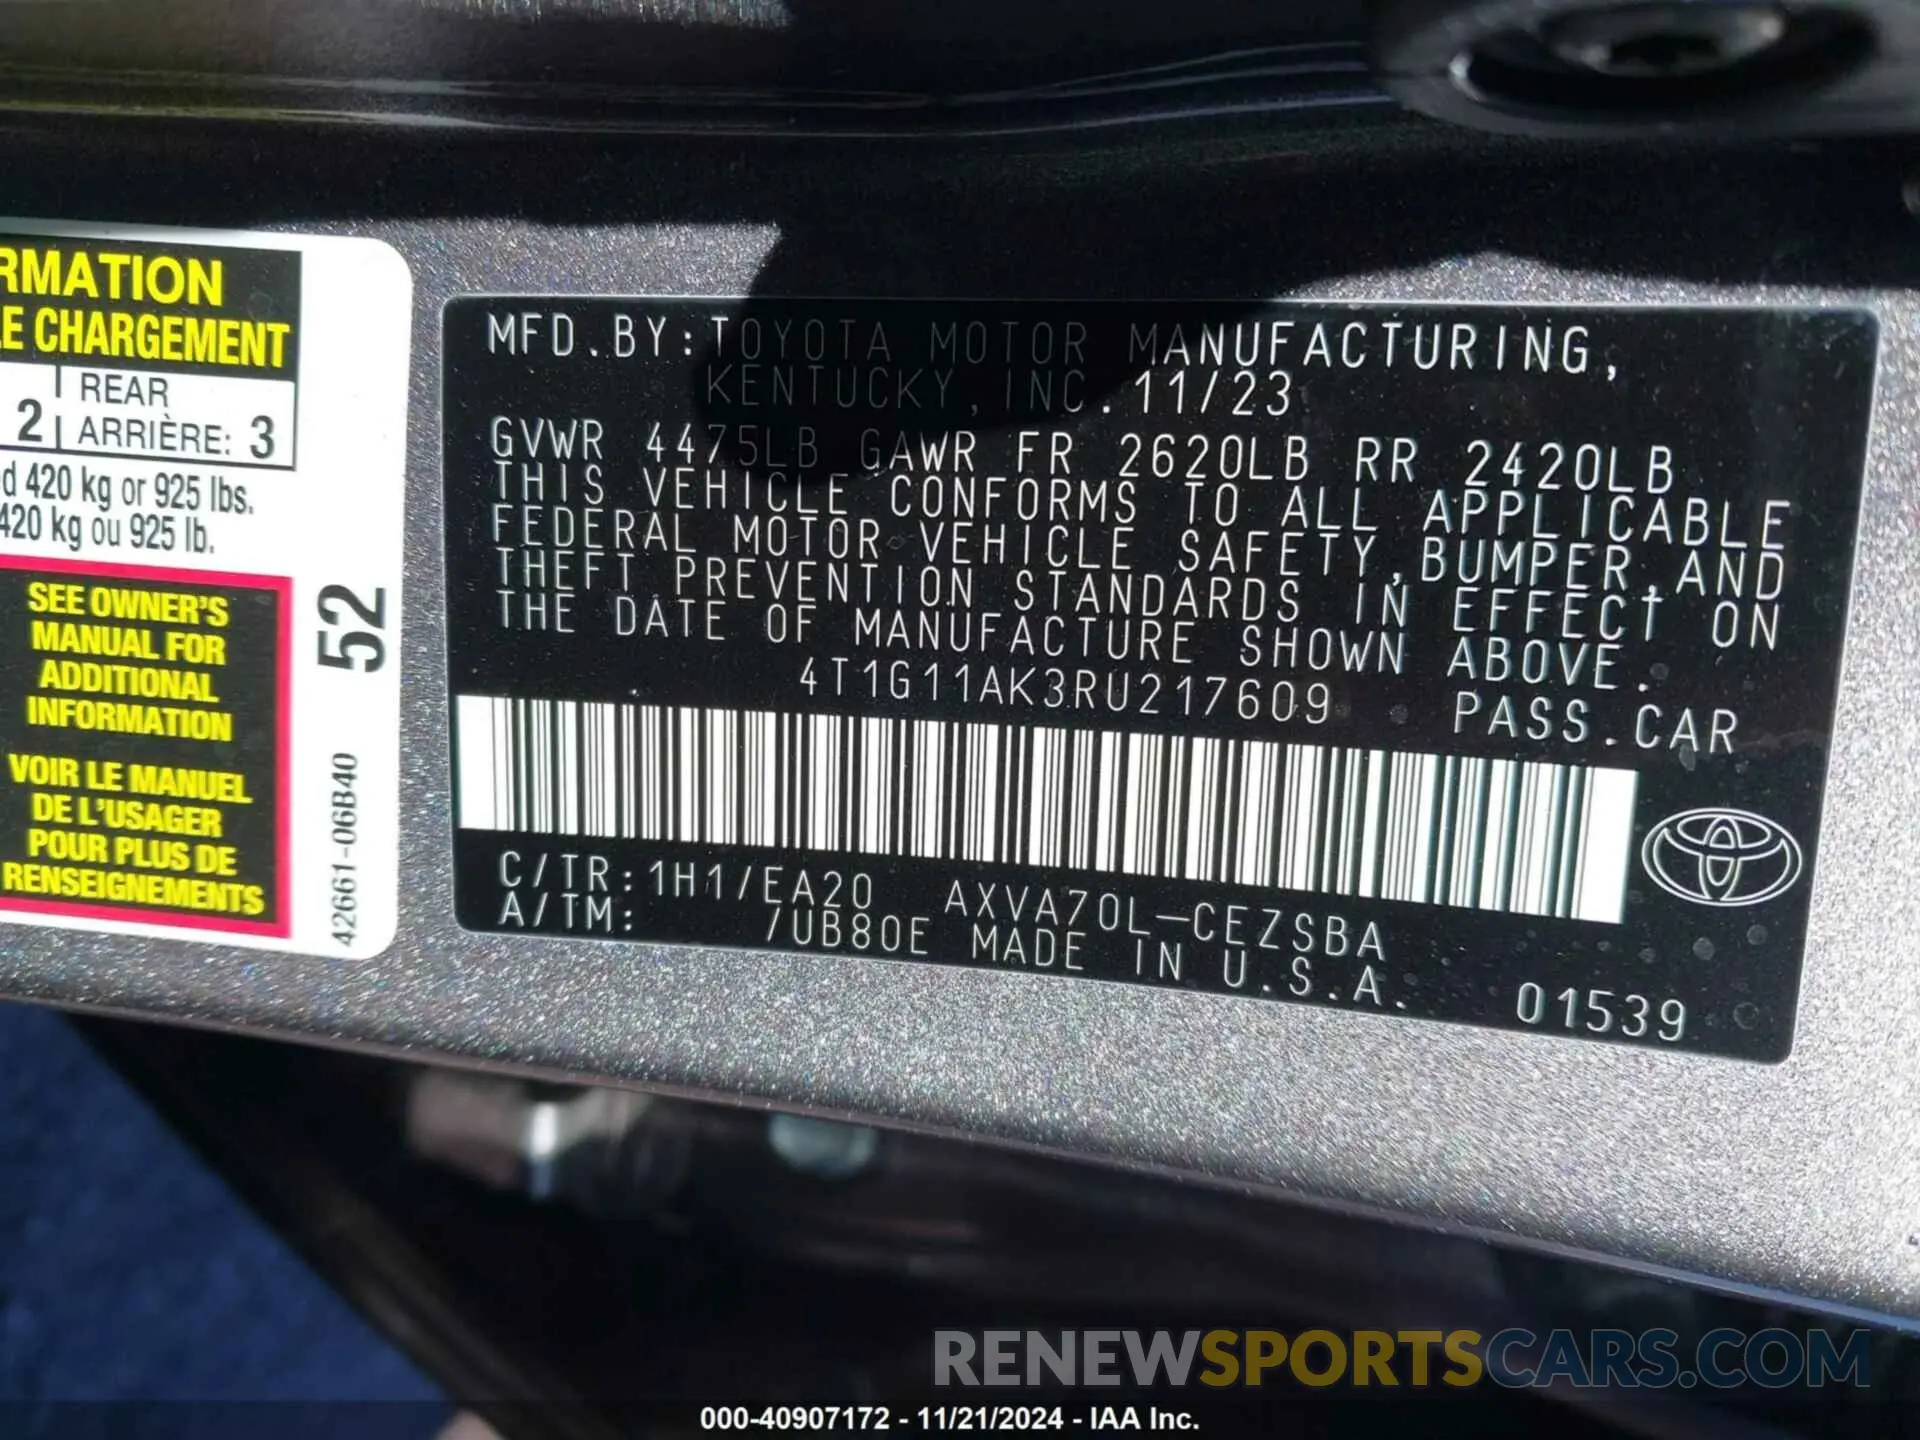 RMATION
LE CHARGEMENT
2 REAR
ARRIÈRE: 3
d 420 kg or 925 lbs.
420 kg ou 925 lb.
SEE OWNER'S
MANUAL FOR
ADDITIONAL
INFORMATION
VOIR LE MANUEL
DE L'USAGER
POUR PLUS DE
RENSEIGNEMENTS
52
42661-06B40
MFD.BY:TOYOTA MOTOR MANUFACTURING,
KENTUCKY, INC. 11/23
GVWR 4475LB GAWR FR 2620LB RR 2420LB
THIS VEHICLE CONFORMS TO ALL APPLICABLE
FEDERAL MOTOR VEHICLE SAFETY,BUMPER,AND
THEFT PREVENTION STANDARDS IN EFFECT ON
THE DATE OF MANUFACTURE SHOWN ABOVE.
4T1G11AK3RU217609 PASS.CAR
C/TR:1H1/EA20 AXVA70L-CEZSBA
A/TM: /UB80E MADE IN U.S.A.
01539
RENEWSPORTSCARS.COM
000-40907172 - 11/21/2024 - IAA Inc.